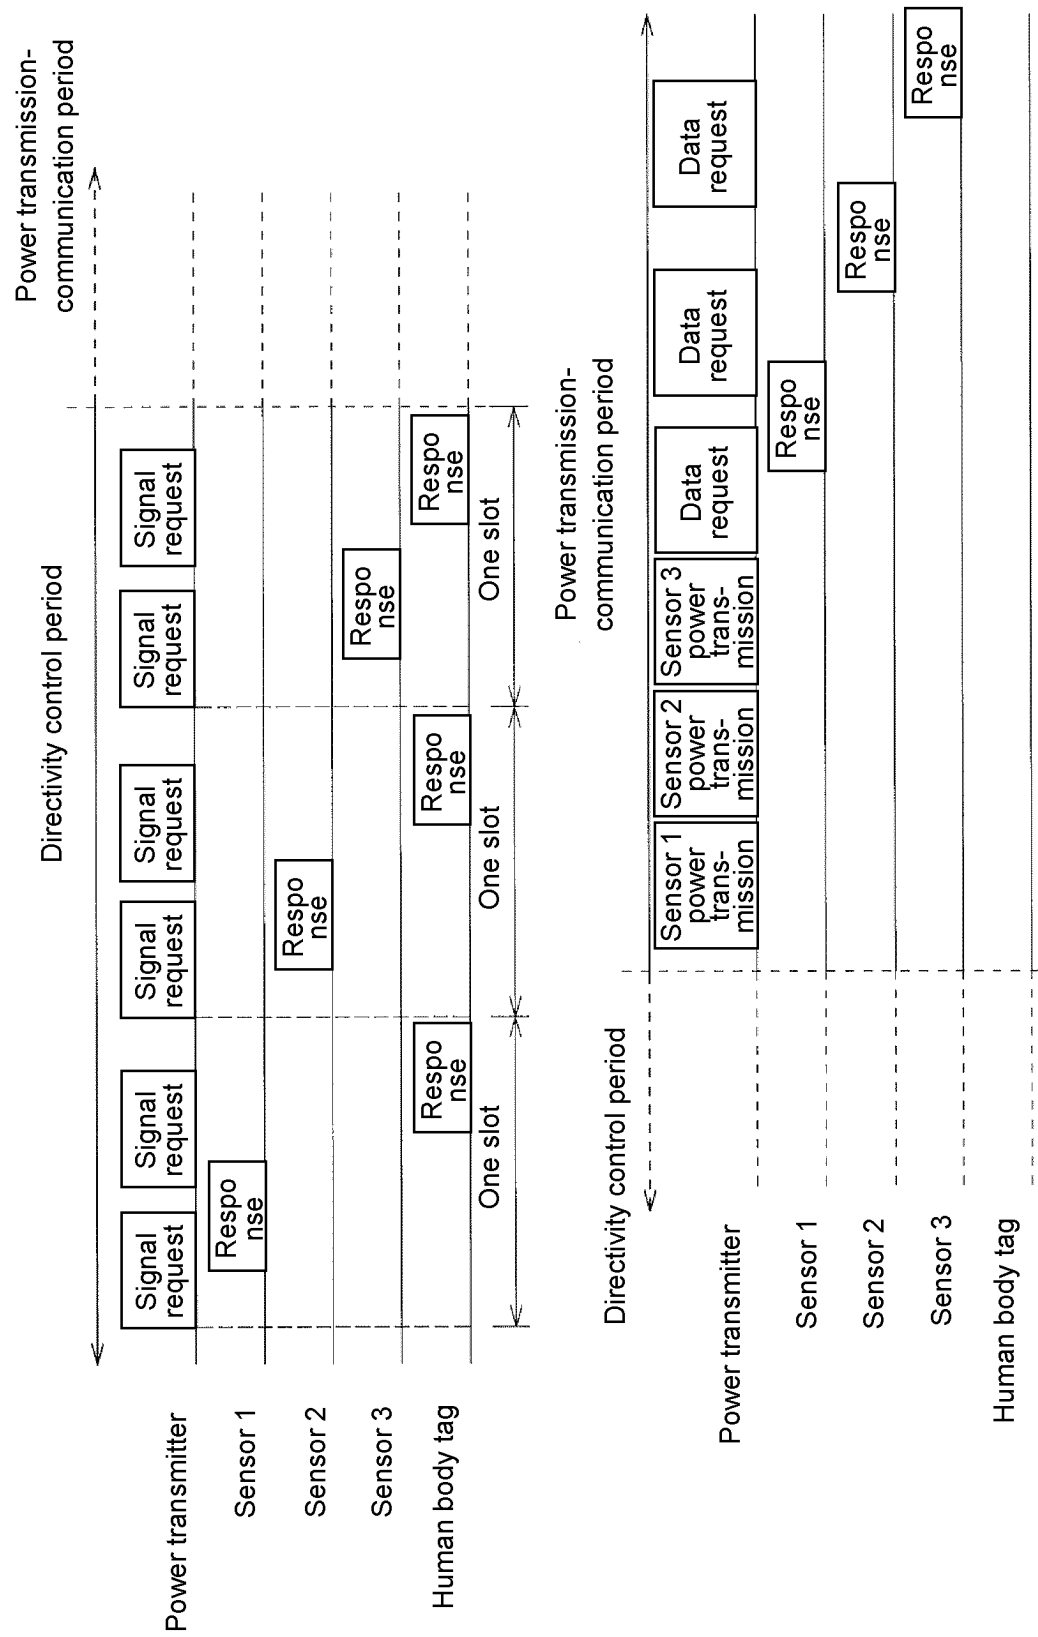 Directivity control period
Power transmission-
communication period
Power transmitter
Signal
request
Signal
request
Signal
request
Signal
request
Signal
request
Signal
request
Sensor 1
Respo
nse
Sensor 2
Respo
nse
Sensor 3
Respo
nse
Human body tag
Respo
nse
Respo
nse
Respo
nse
One slot
One slot
One slot
Directivity control period
Power transmission-
communication period
Power transmitter
Sensor 1
power
trans-
mission
Sensor 2
power
trans-
mission
Sensor 3
power
trans-
mission
Data
request
Data
request
Data
request
Sensor 1
Respo
nse
Sensor 2
Respo
nse
Sensor 3
Respo
nse
Human body tag